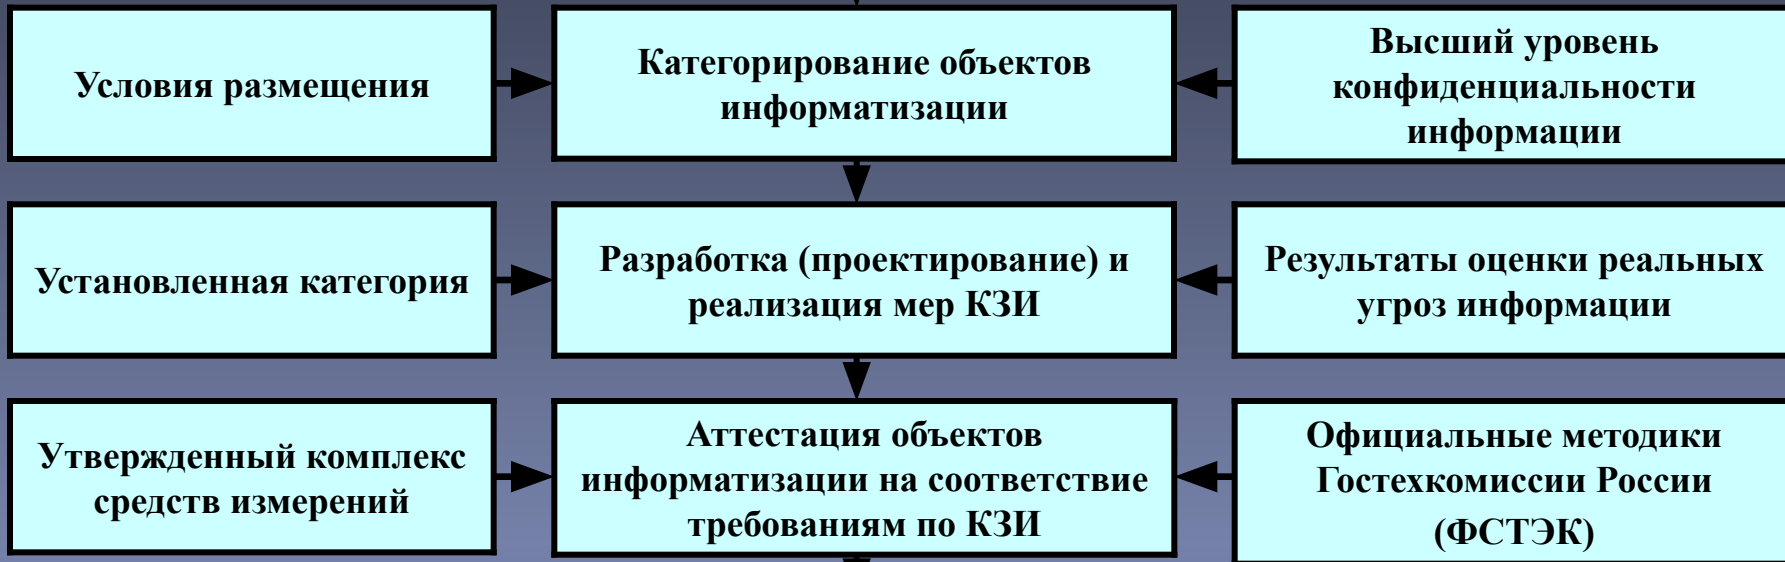 Условия размещения
Категорирование объектов
информатизации
Высший уровень
конфиденциальности
информации
Установленная категория
Разработка (проектирование) и
реализация мер КЗИ
Результаты оценки реальных
угроз информации
Утвержденный комплекс
средств измерений
Аттестация объектов
информатизации на соответствие
требованиям по КЗИ
Официальные методики
Гостехкомиссии России
(ФСТЭК)